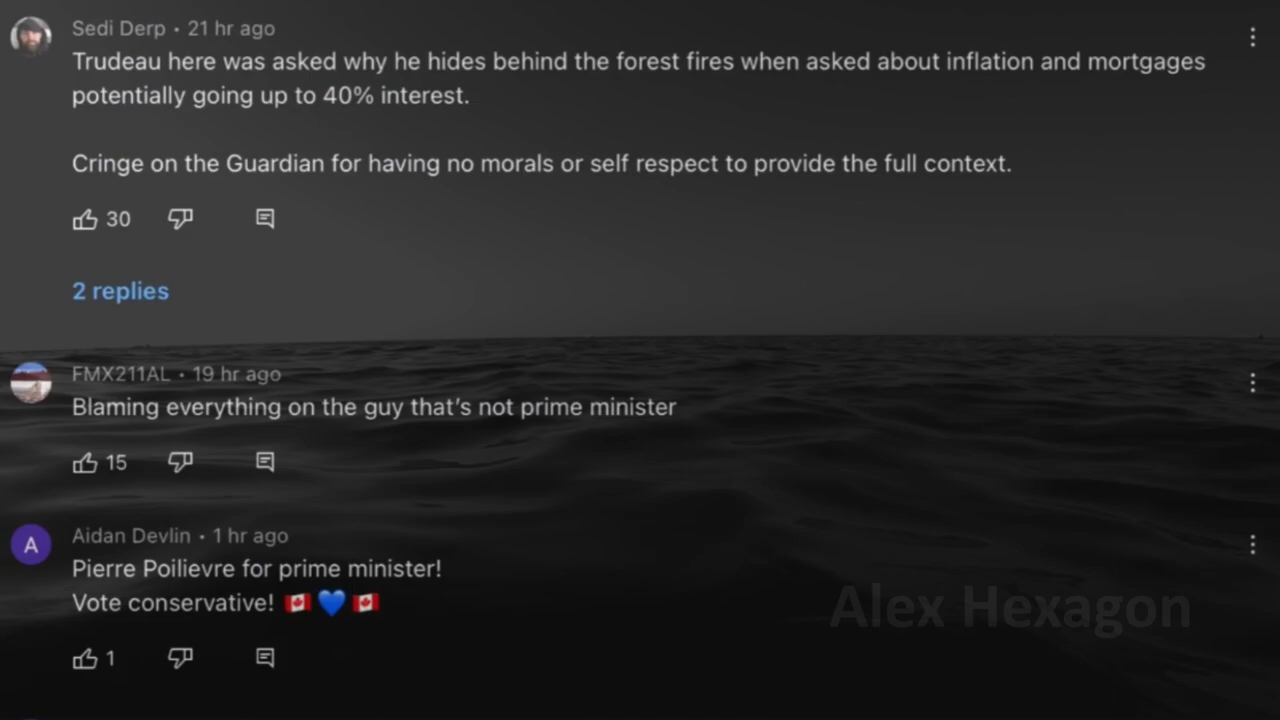 Sedi Derp • 21 hr ago
Trudeau here was asked why he hides behind the forest fires when asked about inflation and mortgages
potentially going up to 40% interest.
Cringe on the Guardian for having no morals or self respect to provide the full context.
30
2 replies
FMX211AL • 19 hr ago
Blaming everything on the guy that's not prime minister
15
A
Aidan Devlin • 1 hr ago
Pierre Poilievre for prime minister!
Vote conservative! 🇨🇦 💙 🇨🇦
Alex Hexagon
1